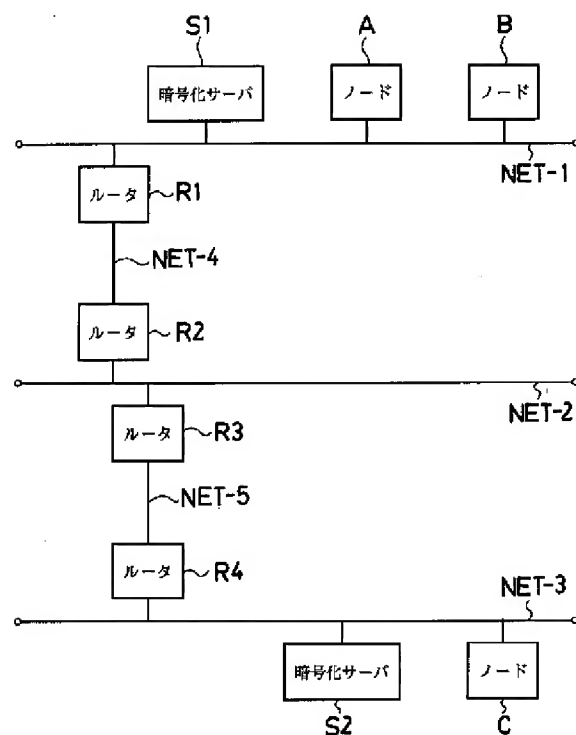 S1 A B
暗号化サーバ ノード ノード
NET-1
ルータ R1
NET-4
ルータ R2
NET-2
ルータ R3
NET-5
ルータ R4
NET-3
暗号化サーバ ノード
S2 C